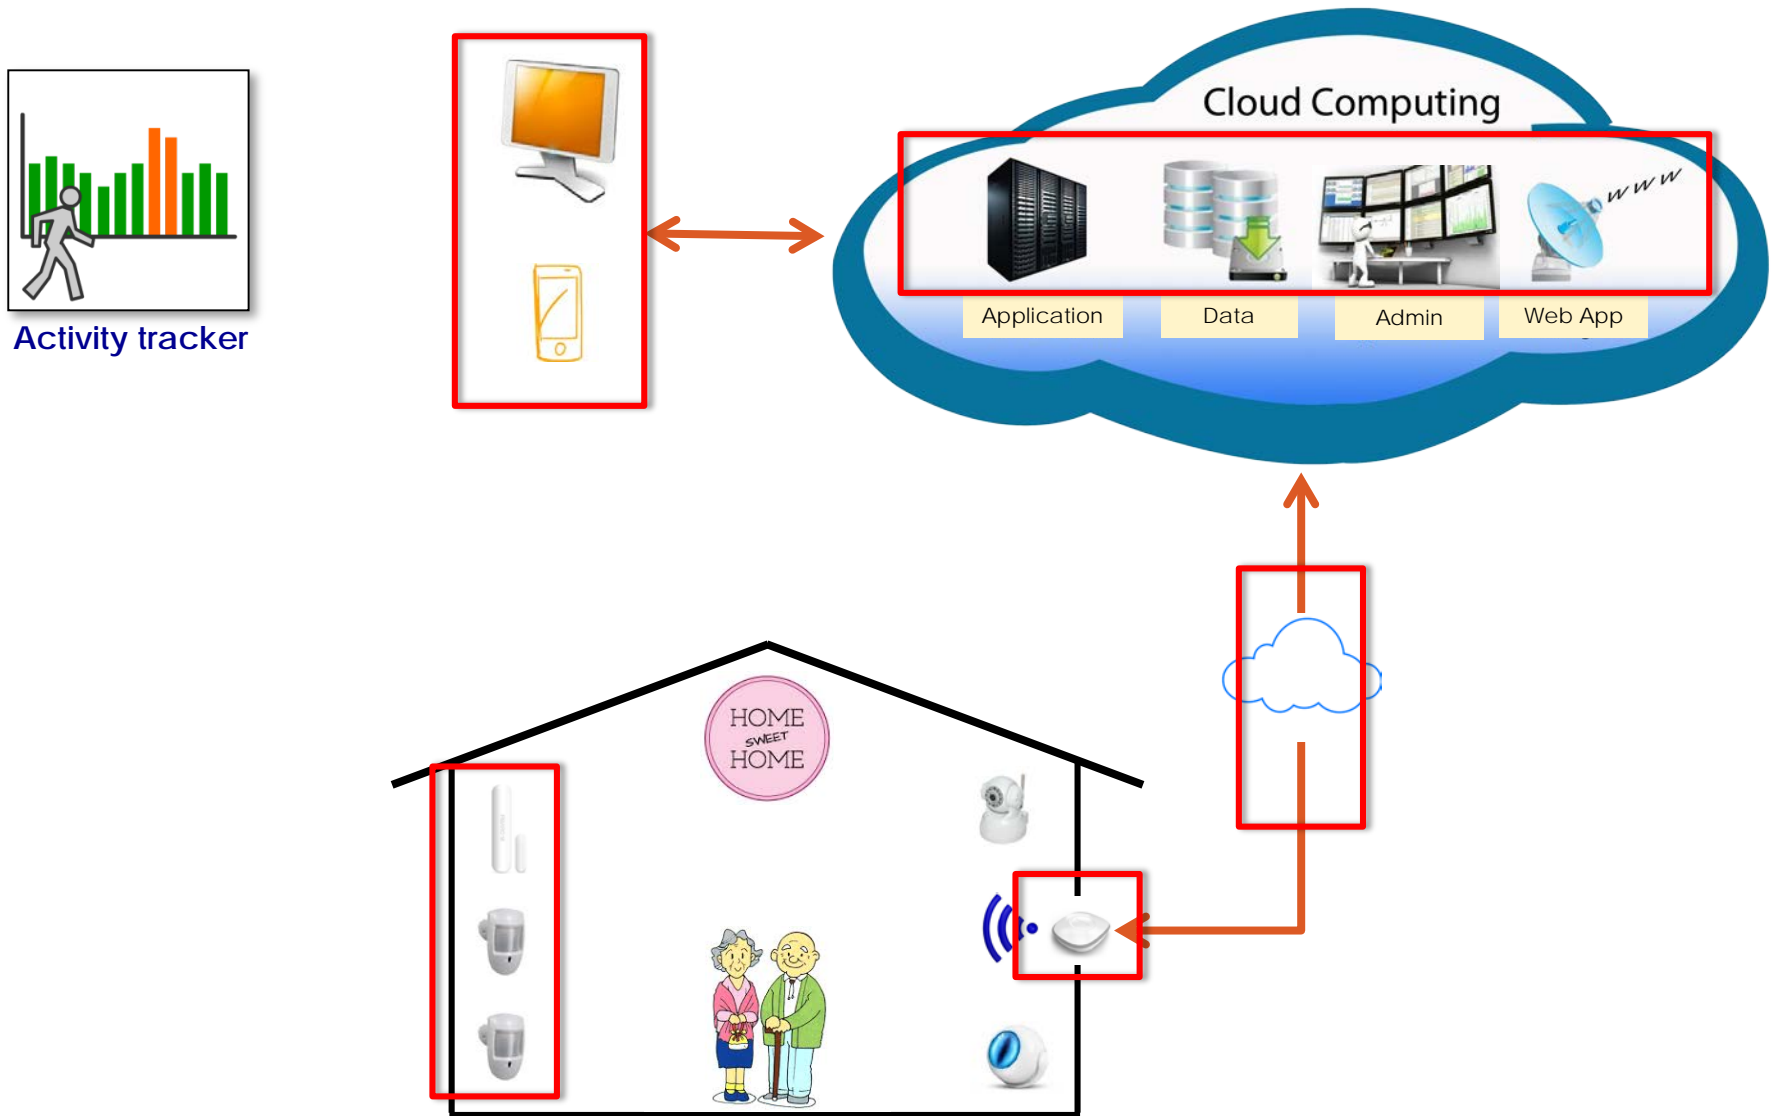 Cloud Computing
WWW
Application
Data
Admin
Web App
Activity tracker
HOME
SWEET
HOME